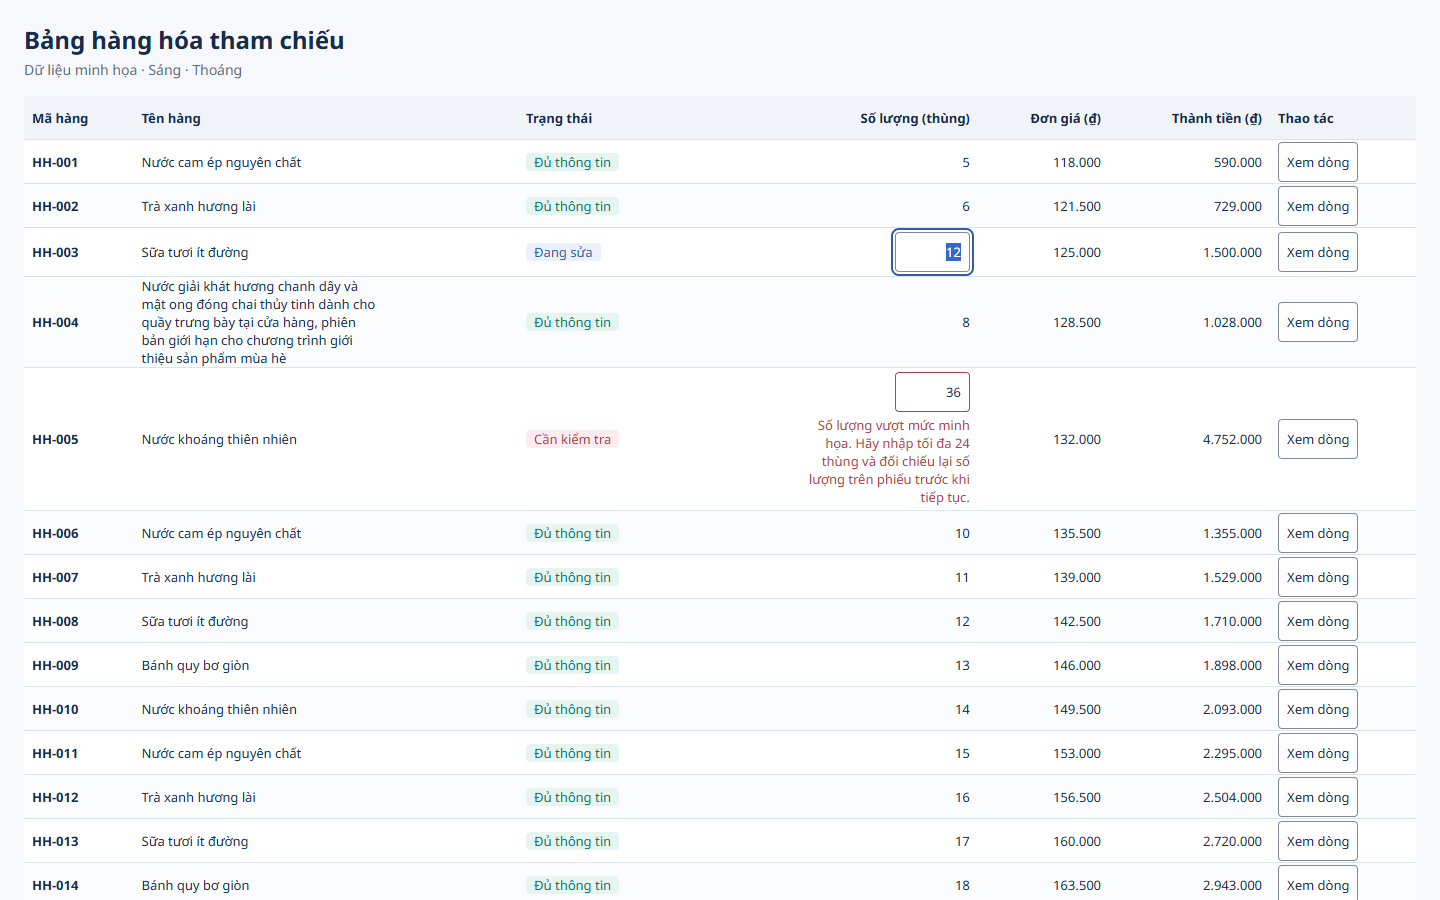 Bảng hàng hóa tham chiếu
Dữ liệu minh họa · Sáng · Thoáng
Mã hàng Tên hàng Trạng thái Số lượng (thùng) Đơn giá (₫) Thành tiền (₫) Thao tác
HH-001 Nước cam ép nguyên chất Đủ thông tin 5 118.000 590.000 Xem dòng
HH-002 Trà xanh hương lài Đủ thông tin 6 121.500 729.000 Xem dòng
HH-003 Sữa tươi ít đường Đang sửa 12 125.000 1.500.000 Xem dòng
Nước giải khát hương chanh dây và
mật ong đóng chai thủy tinh dành cho
HH-004 quầy trưng bày tại cửa hàng, phiên Đủ thông tin 8 128.500 1.028.000 Xem dòng
bản giới hạn cho chương trình giới
thiệu sản phẩm mùa hè
36
Số lượng vượt mức minh
HH-005 Nước khoáng thiên nhiên Cần kiểm tra họa. Hãy nhập tối đa 24 132.000 4.752.000 Xem dòng
thùng và đối chiếu lại số
lượng trên phiếu trước khi
tiếp tục.
HH-006 Nước cam ép nguyên chất Đủ thông tin 10 135.500 1.355.000 Xem dòng
HH-007 Trà xanh hương lài Đủ thông tin 11 139.000 1.529.000 Xem dòng
HH-008 Sữa tươi ít đường Đủ thông tin 12 142.500 1.710.000 Xem dòng
HH-009 Bánh quy bơ giòn Đủ thông tin 13 146.000 1.898.000 Xem dòng
HH-010 Nước khoáng thiên nhiên Đủ thông tin 14 149.500 2.093.000 Xem dòng
HH-011 Nước cam ép nguyên chất Đủ thông tin 15 153.000 2.295.000 Xem dòng
HH-012 Trà xanh hương lài Đủ thông tin 16 156.500 2.504.000 Xem dòng
HH-013 Sữa tươi ít đường Đủ thông tin 17 160.000 2.720.000 Xem dòng
HH-014 Bánh quy bơ giòn Đủ thông tin 18 163.500 2.943.000 Xem dòng